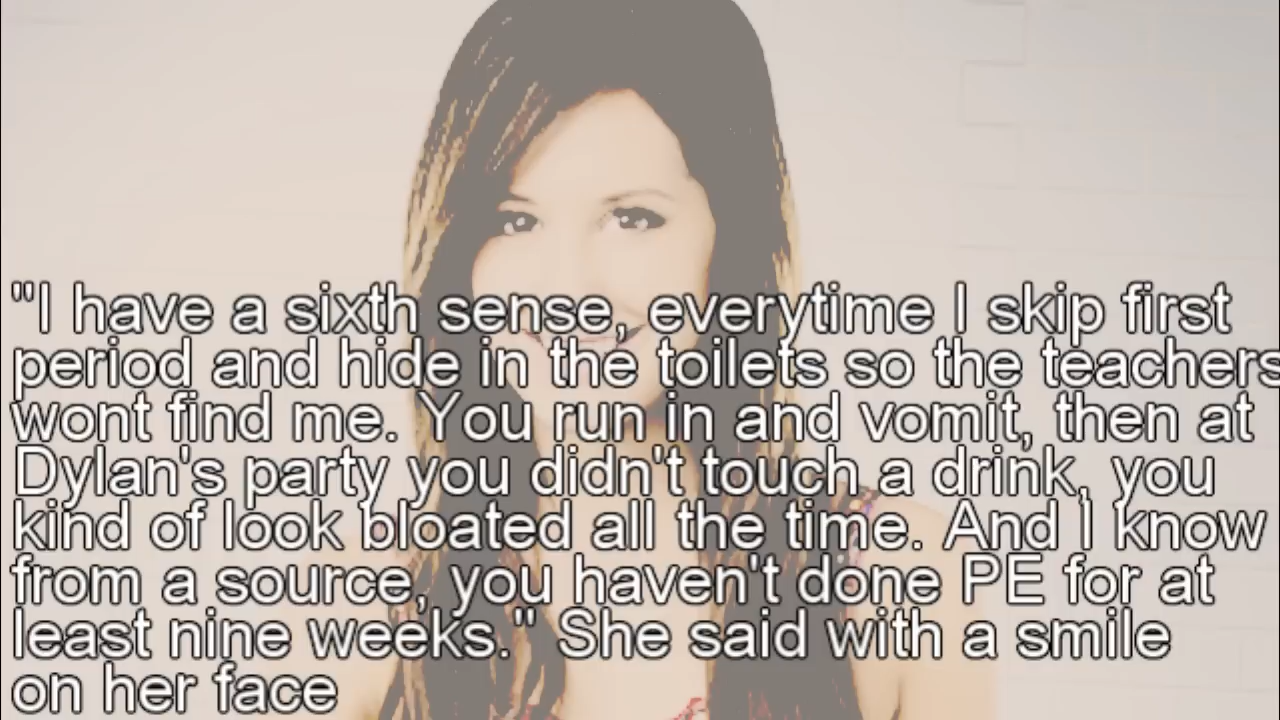 "I have a sixth sense, everytime I skip first
period and hide in the toilets so the teachers
wont find me. You run in and vomit, then at
Dylan's party you didn't touch a drink, you
kind of look bloated all the time. And I know
from a source, you haven't done PE for at
least nine weeks." She said with a smile
on her face